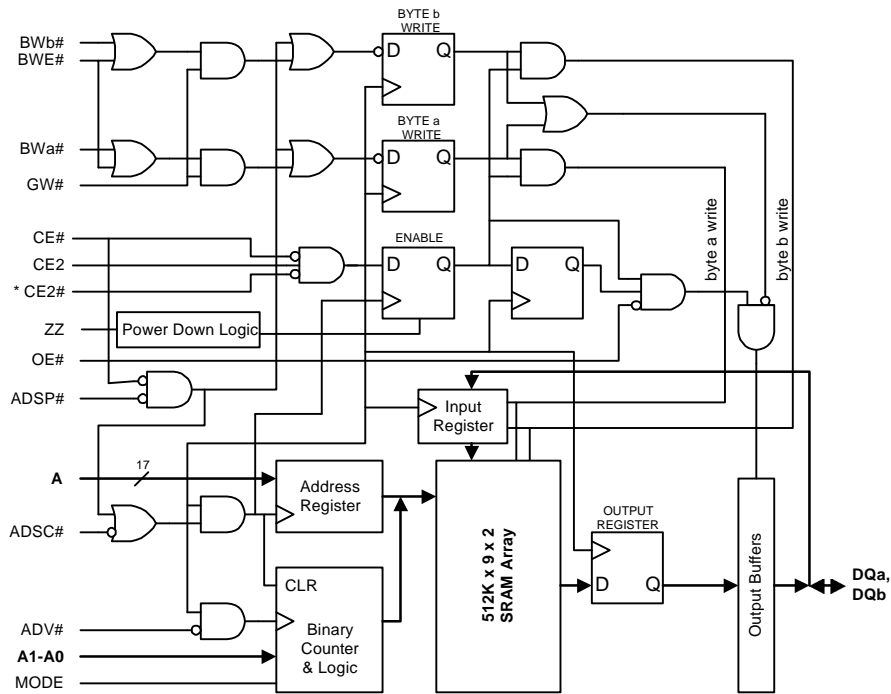 BYTE b
WRITE
BWb#
BWE#
D
Q
BYTE a
WRITE
BWa#
D
Q
GW#
byte a write
byte b write
CE#
ENABLE
CE2
D
Q
D
Q
* CE2#
ZZ
Power Down Logic
OE#
ADSP#
Input
Register
17
A
Address
Register
OUTPUT
REGISTER
ADSC#
512K x 9 x 2
SRAM Array
Output Buffers
CLR
D
Q
DQa,
DQb
ADV#
Binary
Counter
& Logic
A1-A0
MODE